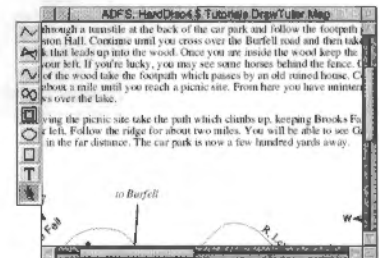 ADFS::HardDisc4.$.Tutorials.DrawTutor.Map
through a turnstile at the back of the car park and follow the footpath
ston Hall. Continue until you cross over the Burfell road and then take
that leads up into the wood. Once you are inside the wood keep the
your left. If you're lucky, you may see some horses behind the fence.
of the wood take the footpath which passes by an old ruined house.
about a mile until you reach a picnic site. From here you have
ws over the lake.
ving the picnic site take the path which climbs up, keeping Brooks Fa
left. Follow the ridge for about two miles. You will be able to see
in the far distance. The car park is now a few hundred yards away.
to Burfell
Fell
R. L
W
T